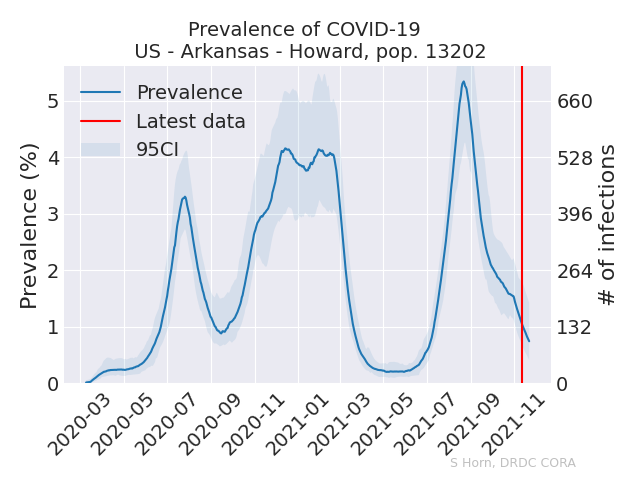 Prevalence of COVID-19
US - Arkansas - Howard, pop. 13202
Prevalence
Latest data
95CI
Prevalence (%)
5
4
3
2
1
0
660
528
396
264
132
0
# of infections
2020-03
2020-05
2020-07
2020-09
2020-11
2021-01
2021-03
2021-05
2021-07
2021-09
2021-11
S Horn, DRDC CORA